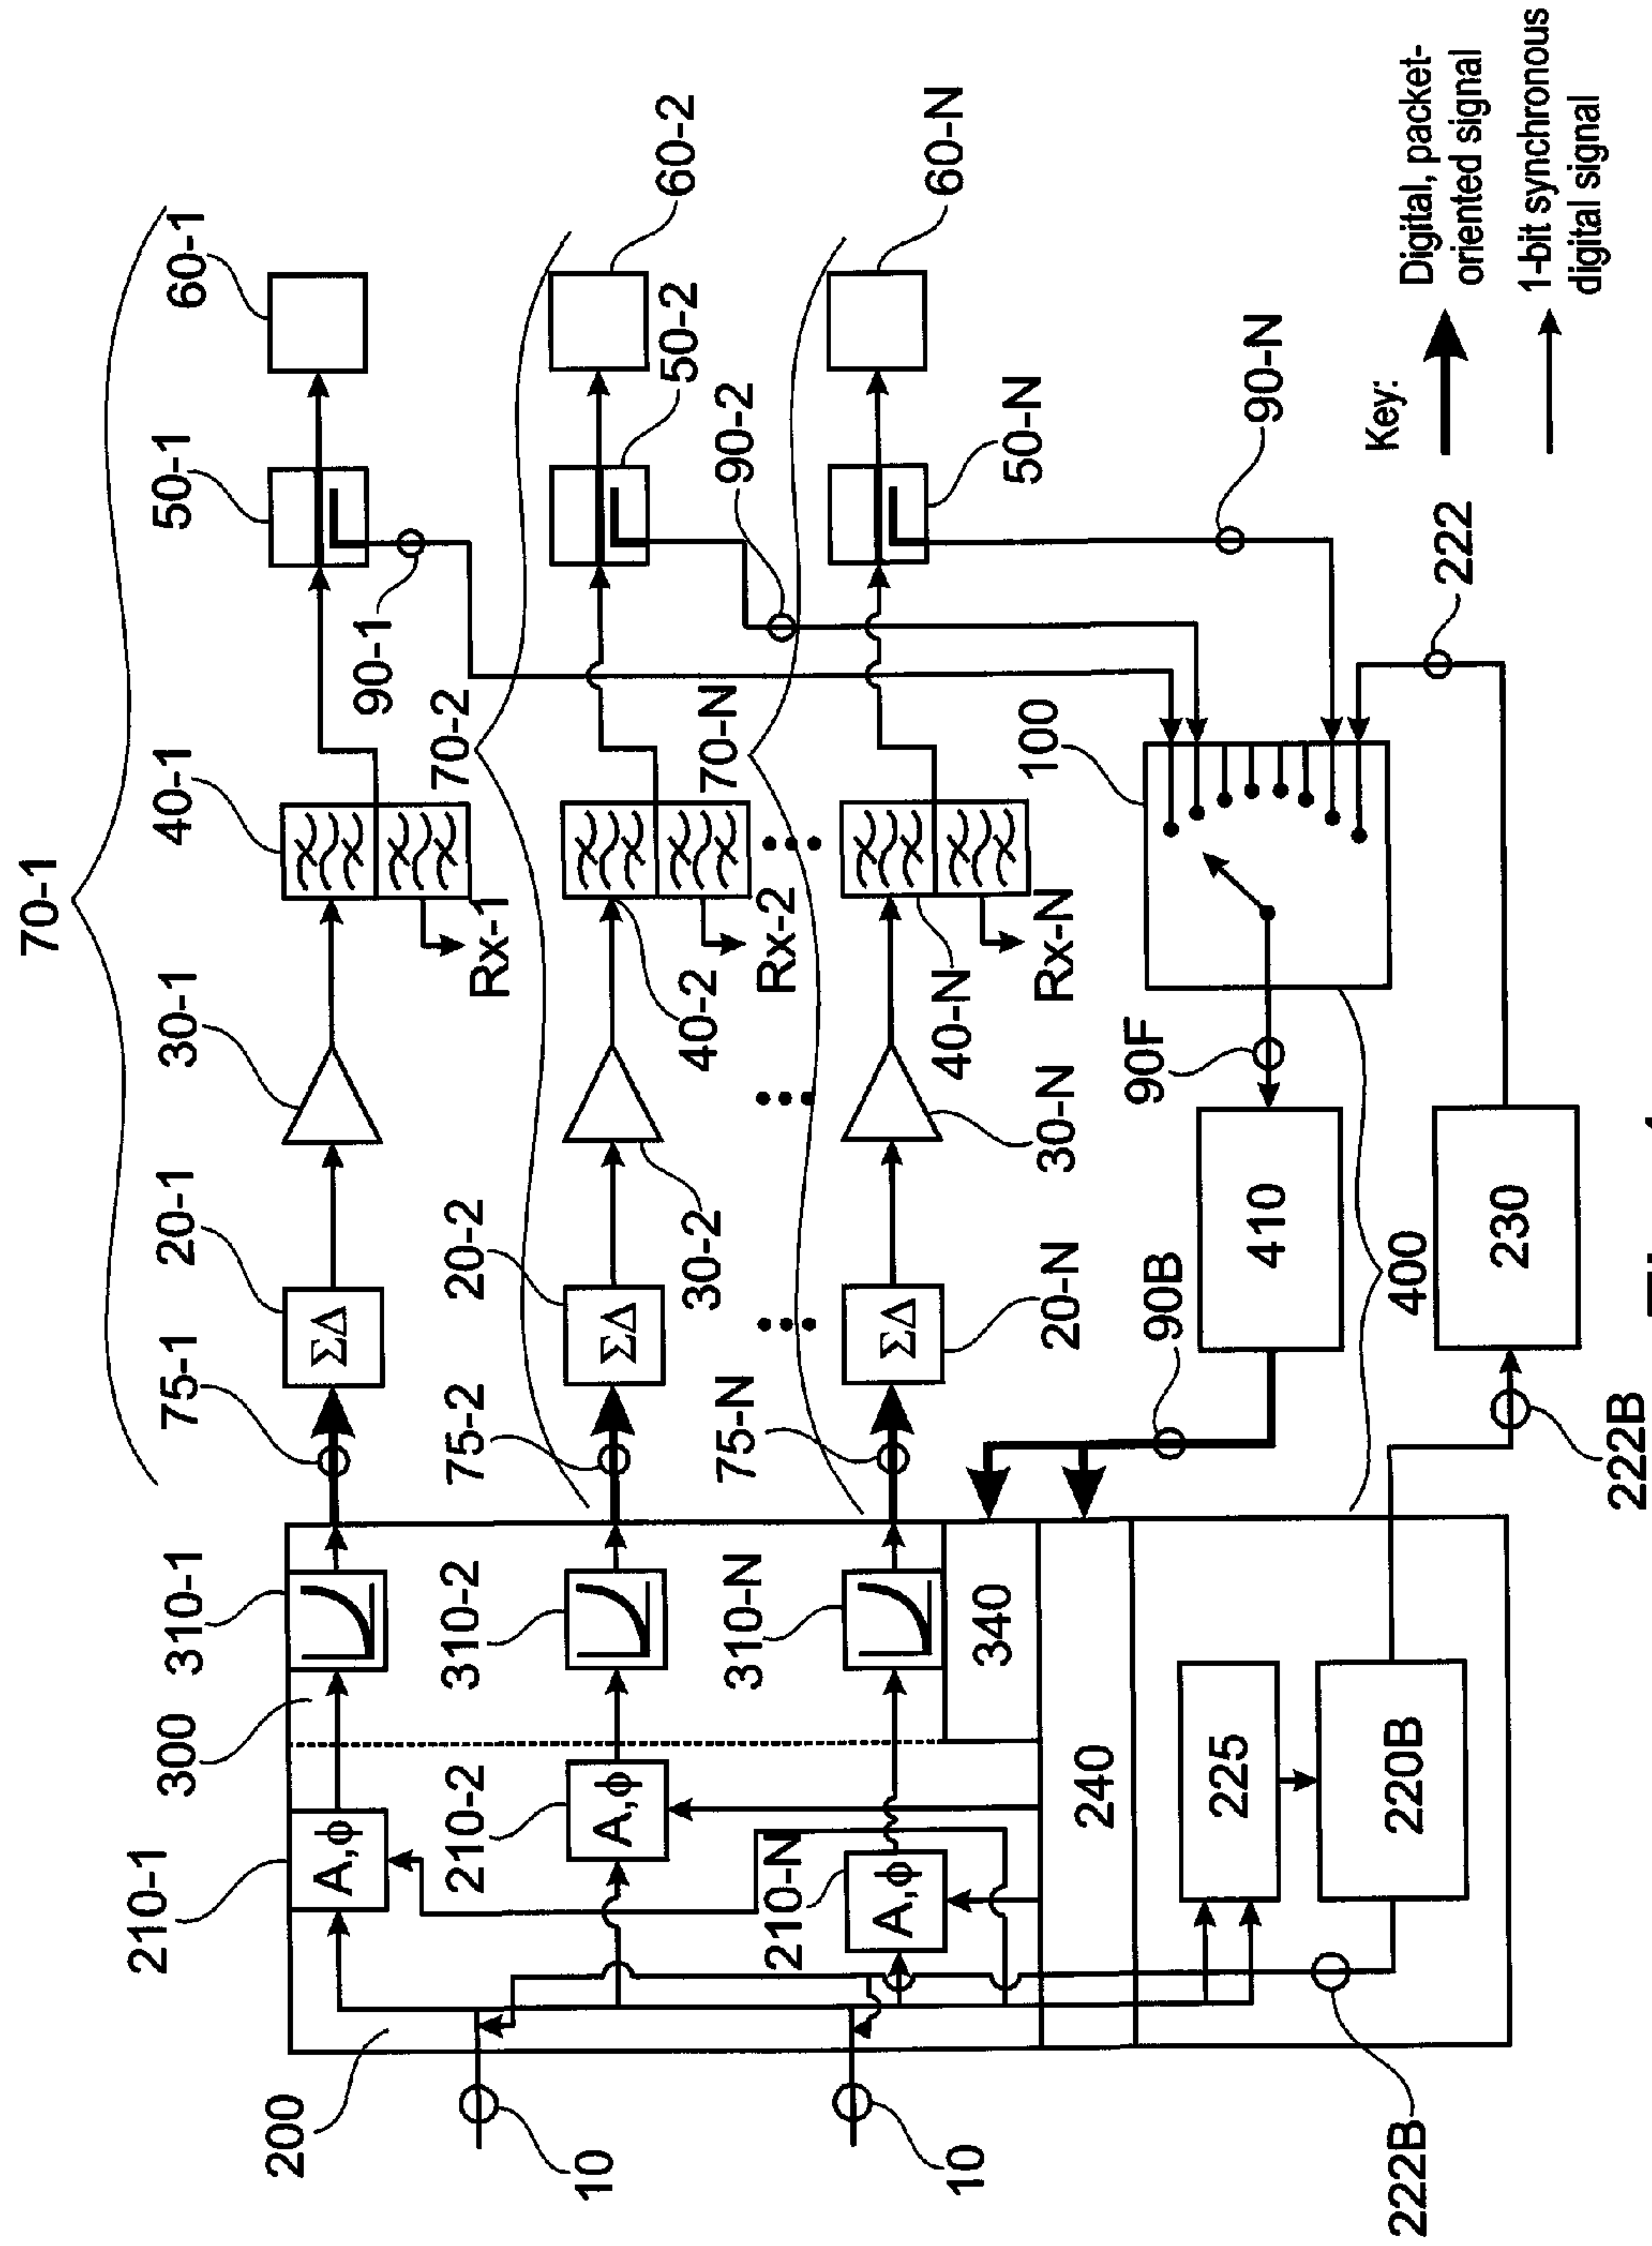 70-1
210-1
300
310-1
75-1
20-1
30-1
40-1
50-1
60-1
A,ϕ
ΣΔ
Rx-1
90-1
210-2
310-2
75-2
20-2
70-2
60-2
A,ϕ
ΣΔ
30-2
40-2
Rx-2
50-2
90-2
200
10
210-N
310-N
75-N
70-N
60-N
A,ϕ
ΣΔ
20-N
30-N
40-N
Rx-N
50-N
90-N
10
340
240
90B
90F
100
225
410
220B
400
230
222
222B
222B
Key:
Digital, packet-
oriented signal
1-bit synchronous
digital signal